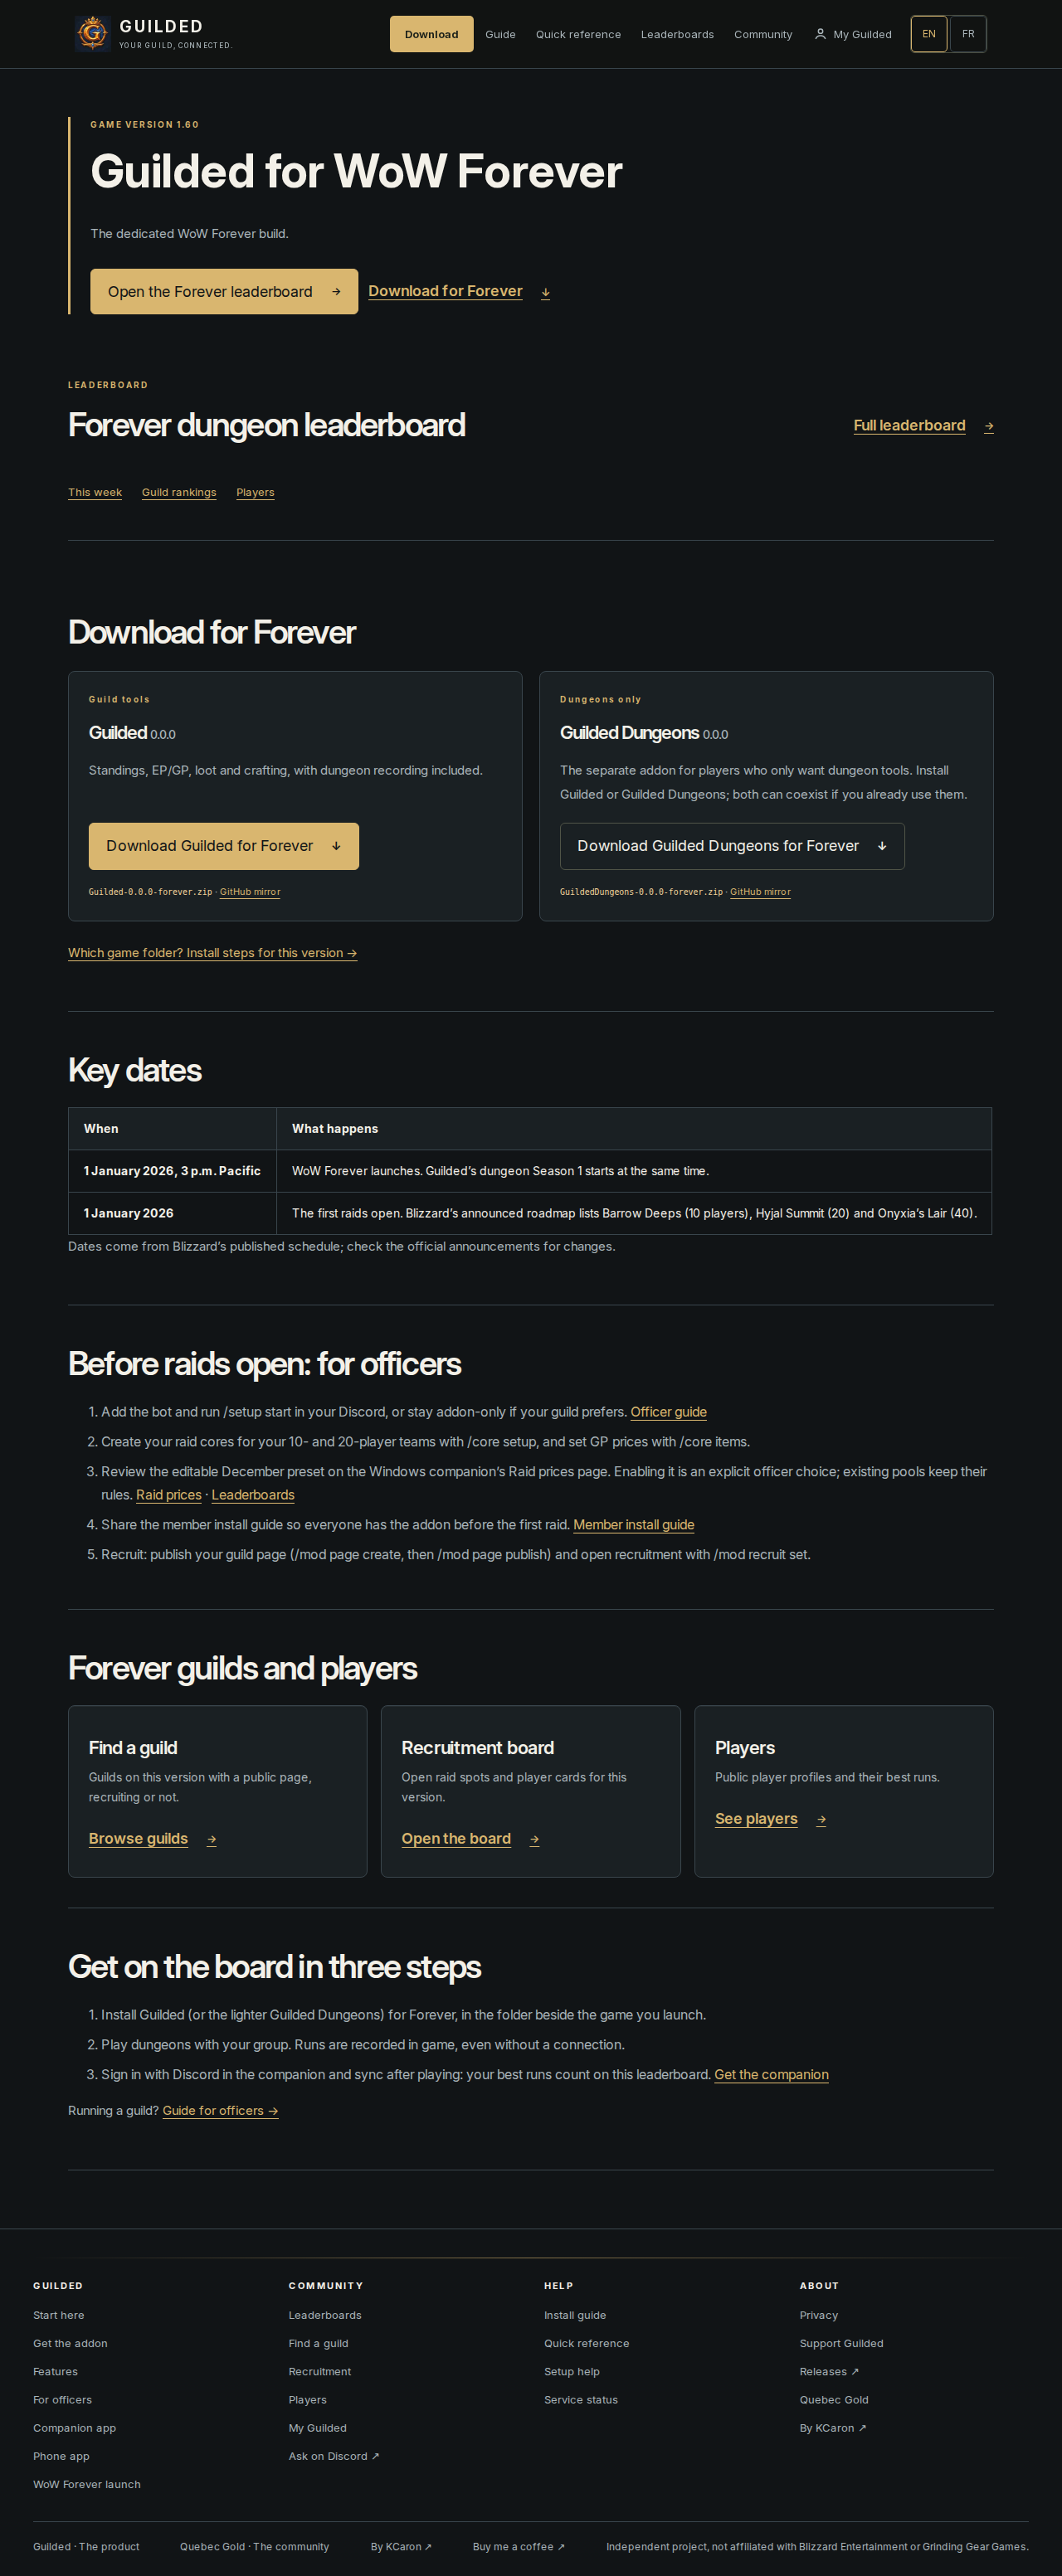 GUILDED
YOUR GUILD, CONNECTED.
Download
Guide
Quick reference
Leaderboards
Community
My Guilded
EN
FR
GAME VERSION 1.60
Guilded for WoW Forever
The dedicated WoW Forever build.
Open the Forever leaderboard →
Download for Forever ↓
LEADERBOARD
Forever dungeon leaderboard
Full leaderboard →
This week
Guild rankings
Players
Download for Forever
Guild tools
Guilded 0.0.0
Standings, EP/GP, loot and crafting, with dungeon recording included.
Download Guilded for Forever ↓
Guilded-0.0.0-forever.zip · GitHub mirror
Dungeons only
Guilded Dungeons 0.0.0
The separate addon for players who only want dungeon tools. Install
Guilded or Guilded Dungeons; both can coexist if you already use them.
Download Guilded Dungeons for Forever ↓
GuildedDungeons-0.0.0-forever.zip · GitHub mirror
Which game folder? Install steps for this version →
Key dates
When
What happens
1 January 2026, 3 p.m. Pacific
WoW Forever launches. Guilded’s dungeon Season 1 starts at the same time.
1 January 2026
The first raids open. Blizzard’s announced roadmap lists Barrow Deeps (10 players), Hyjal Summit (20) and Onyxia’s Lair (40).
Dates come from Blizzard’s published schedule; check the official announcements for changes.
Before raids open: for officers
1. Add the bot and run /setup start in your Discord, or stay addon-only if your guild prefers. Officer guide
2. Create your raid cores for your 10- and 20-player teams with /core setup, and set GP prices with /core items.
3. Review the editable December preset on the Windows companion’s Raid prices page. Enabling it is an explicit officer choice; existing pools keep their
rules. Raid prices · Leaderboards
4. Share the member install guide so everyone has the addon before the first raid. Member install guide
5. Recruit: publish your guild page (/mod page create, then /mod page publish) and open recruitment with /mod recruit set.
Forever guilds and players
Find a guild
Guilds on this version with a public page,
recruiting or not.
Browse guilds →
Recruitment board
Open raid spots and player cards for this
version.
Open the board →
Players
Public player profiles and their best runs.
See players →
Get on the board in three steps
1. Install Guilded (or the lighter Guilded Dungeons) for Forever, in the folder beside the game you launch.
2. Play dungeons with your group. Runs are recorded in game, even without a connection.
3. Sign in with Discord in the companion and sync after playing: your best runs count on this leaderboard. Get the companion
Running a guild? Guide for officers →
GUILDED
Start here
Get the addon
Features
For officers
Companion app
Phone app
WoW Forever launch
COMMUNITY
Leaderboards
Find a guild
Recruitment
Players
My Guilded
Ask on Discord ↗
HELP
Install guide
Quick reference
Setup help
Service status
ABOUT
Privacy
Support Guilded
Releases ↗
Quebec Gold
By KCaron ↗
Guilded · The product
Quebec Gold · The community
By KCaron ↗
Buy me a coffee ↗
Independent project, not affiliated with Blizzard Entertainment or Grinding Gear Games.